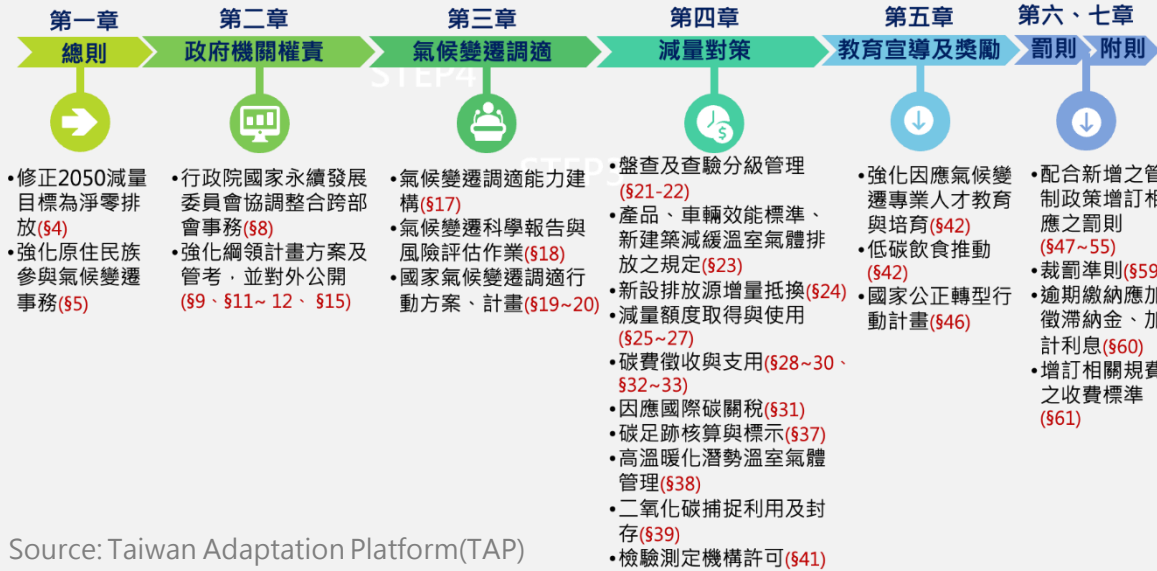 第一章
總則
•修正2050減量
目標為淨零排
放(§4)
•強化原住民族
參與氣候變遷
事務(§5)
第二章
政府機關權責
•行政院國家永續發展
委員會協調整合跨部
會事務(§8)
•強化綱領計畫方案及
管考，並對外公開
(§9、§11~ 12、 §15)
第三章
氣候變遷調適
STEP4
•氣候變遷調適能力建
構(§17)
•氣候變遷科學報告與
風險評估作業(§18)
•國家氣候變遷調適行
動方案、計畫(§19~20)
第四章
減量對策
$
STEP3
•盤查及查驗分級管理
(§21-22)
•產品、車輛效能標準、
新建築減緩溫室氣體排
放之規定(§23)
•新設排放源增量抵換(§24)
•減量額度取得與使用
(§25~27)
•碳費徵收與支用(§28~30、
§32~33)
•因應國際碳關稅(§31)
•碳足跡核算與標示(§37)
•高溫暖化潛勢溫室氣體
管理(§38)
•二氧化碳捕捉利用及封
存(§39)
•檢驗測定機構許可(§41)
第五章
教育宣導及獎勵
•強化因應氣候變
遷專業人才教育
與培育(§42)
•低碳飲食推動
(§42)
•國家公正轉型行
動計畫(§46)
第六、七章
罰則 附則
•配合新增之管
制政策增訂相
應之罰則
(§47~55)
•裁罰準則(§59
•逾期繳納應加
徵滯納金、加
計利息(§60)
•增訂相關規費
之收費標準
(§61)
Source: Taiwan Adaptation Platform(TAP)